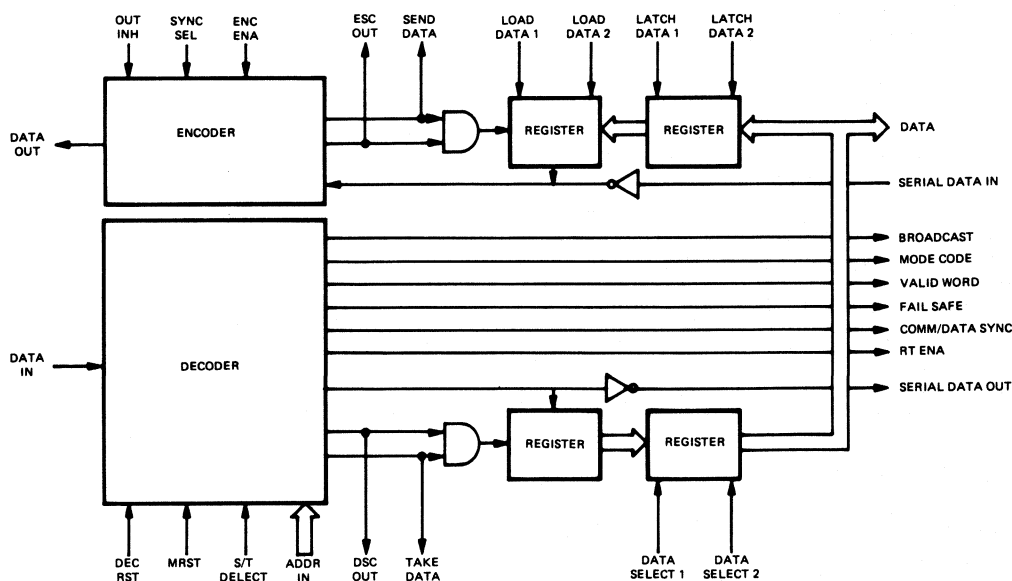 OUT INH
SYNC SEL
ENC ENA
ESC OUT
SEND DATA
LOAD DATA 1
LOAD DATA 2
LATCH DATA 1
LATCH DATA 2
DATA OUT
ENCODER
REGISTER
REGISTER
DATA
SERIAL DATA IN
BROADCAST
MODE CODE
VALID WORD
FAIL SAFE
COMM/DATA SYNC
RT ENA
DATA IN
DECODER
SERIAL DATA OUT
REGISTER
REGISTER
DEC RST
MRST
S/T DELECT
ADDR IN
DSC OUT
TAKE DATA
DATA SELECT 1
DATA SELECT 2